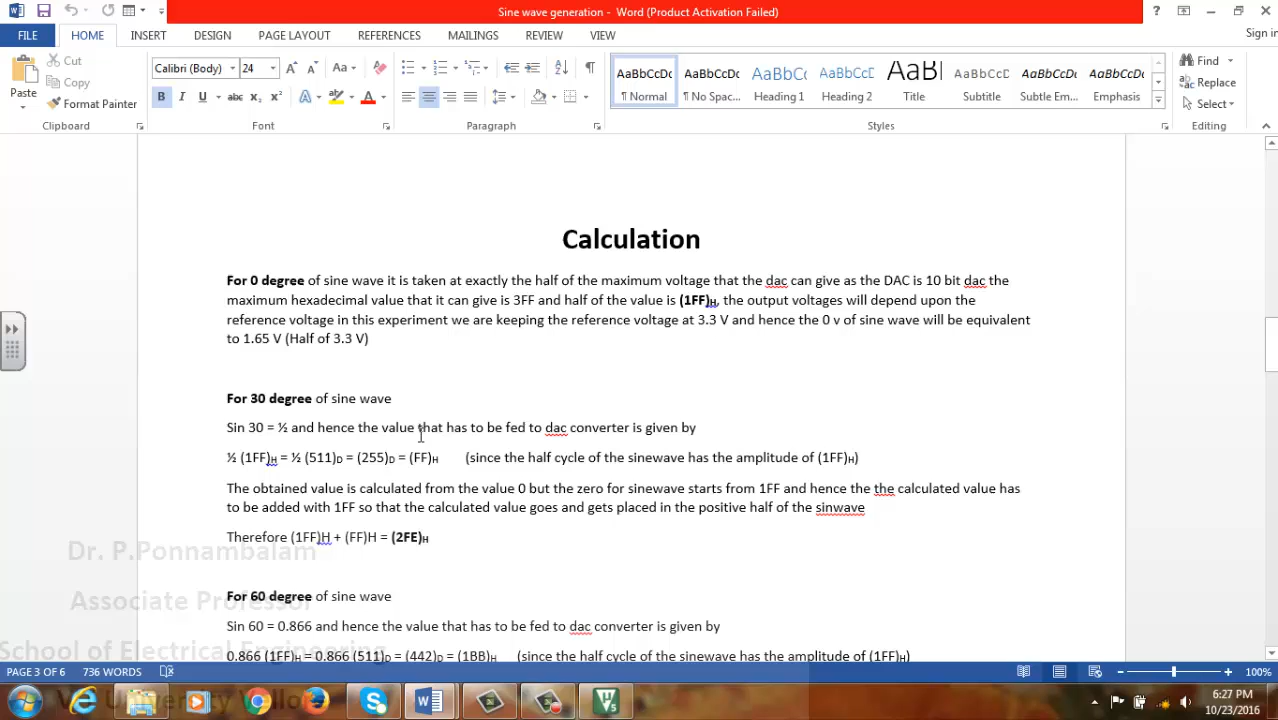 Sine wave generation - Word (Product Activation Failed)
Sign in
FILE HOME INSERT DESIGN PAGE LAYOUT REFERENCES MAILINGS REVIEW VIEW
Cut
Copy
Format Painter
Paste
Calibri (Body) 24
AaBbCcDc AaBbCcDc AaBbCc AaBbCcDc AaBl AaBbCcDc AaBbCcDc AaBbCcDc
¶ Normal ¶ No Spac... Heading 1 Heading 2 Title Subtitle Subtle Em... Emphasis
Find
Replace
Select
Clipboard Font Paragraph Styles Editing
Calculation
For 0 degree of sine wave it is taken at exactly the half of the maximum voltage that the dac can give as the DAC is 10 bit dac the
maximum hexadecimal value that it can give is 3FF and half of the value is (1FF)H, the output voltages will depend upon the
reference voltage in this experiment we are keeping the reference voltage at 3.3 V and hence the 0 v of sine wave will be equivalent
to 1.65 V (Half of 3.3 V)
For 30 degree of sine wave
Sin 30 = ½ and hence the value that has to be fed to dac converter is given by
½ (1FF)H = ½ (511)D = (255)D = (FF)H (since the half cycle of the sinewave has the amplitude of (1FF)H)
The obtained value is calculated from the value 0 but the zero for sinewave starts from 1FF and hence the the calculated value has
to be added with 1FF so that the calculated value goes and gets placed in the positive half of the sinwave
Therefore (1FF)H + (FF)H = (2FE)H
Dr. P.Ponnambalam
For 60 degree of sine wave
Associate Professor
Sin 60 = 0.866 and hence the value that has to be fed to dac converter is given by
School of Electrical Engineering
0.866 (1FF)H = 0.866 (511)D = (442)D = (1BB)H (since the half cycle of the sinewave has the amplitude of (1FF)H)
PAGE 3 OF 6 736 WORDS 100%
University Vellore
6:27 PM
10/23/2016